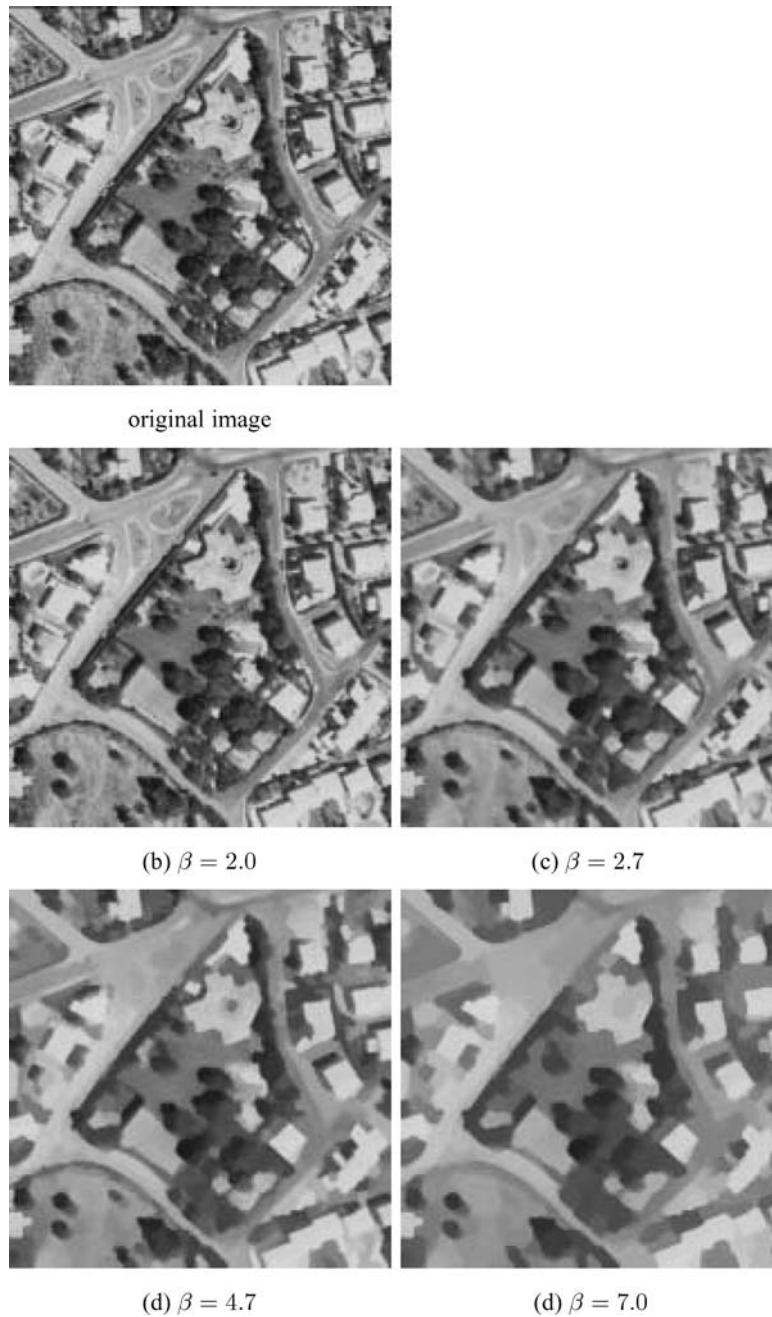 original image
(b) β = 2.0
(c) β = 2.7
(d) β = 4.7
(d) β = 7.0